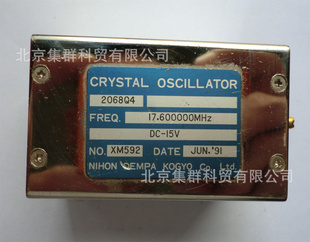 北京集群科贸有限公司
CRYSTAL OSCILLATOR
2068Q4
FREQ. 17.600000MHz
DC-15V
NO. XM592 DATE JUN.'91
NIHON DEMPA KOGYO Co. Ltd.
北京集群科贸有限公司